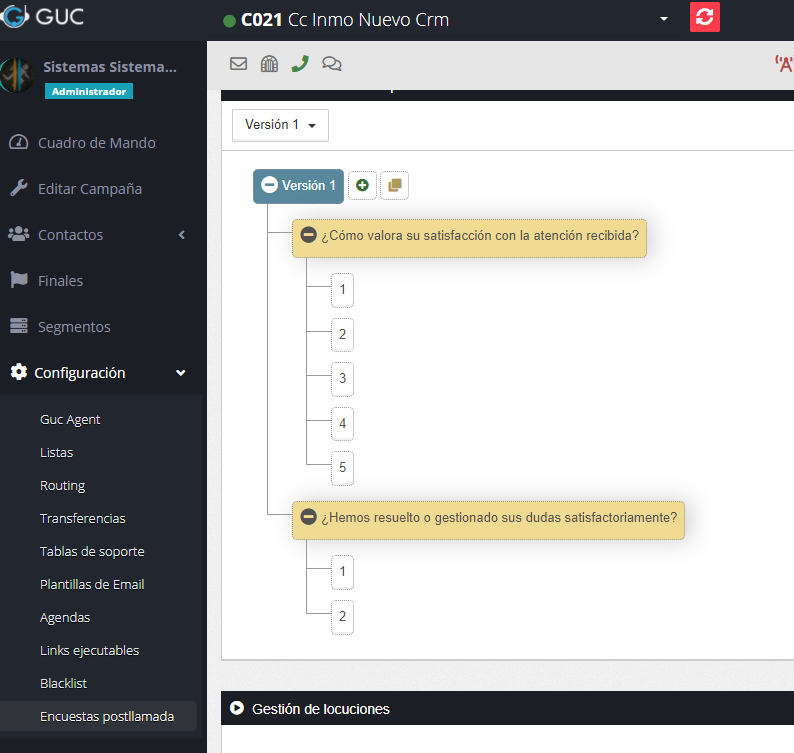 GUC
C021 Cc Inmo Nuevo Crm
Sistemas Sistema...
Administrador
Cuadro de Mando
Editar Campaña
Contactos
Finales
Segmentos
Configuración
Guc Agent
Listas
Routing
Transferencias
Tablas de soporte
Plantillas de Email
Agendas
Links ejecutables
Blacklist
Encuestas postllamada
Versión 1
Versión 1
¿Cómo valora su satisfacción con la atención recibida?
1
2
3
4
5
¿Hemos resuelto o gestionado sus dudas satisfactoriamente?
1
2
Gestión de locuciones